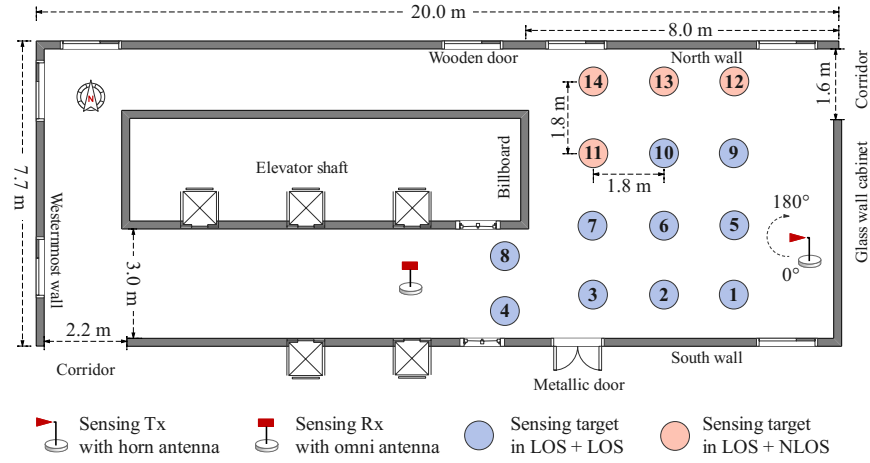 20.0 m
8.0 m
Wooden door
North wall
Corridor
N
14
13
12
1.6 m
1.8 m
7.7 m
Elevator shaft
Billboard
11
10
9
1.8 m
Glass wall cabinet
Westernmost wall
180°
7
6
5
8
0°
3.0 m
3
2
1
4
2.2 m
Corridor
South wall
Metallic door
Sensing Tx
with horn antenna
Sensing Rx
with omni antenna
Sensing target
in LOS + LOS
Sensing target
in LOS + NLOS